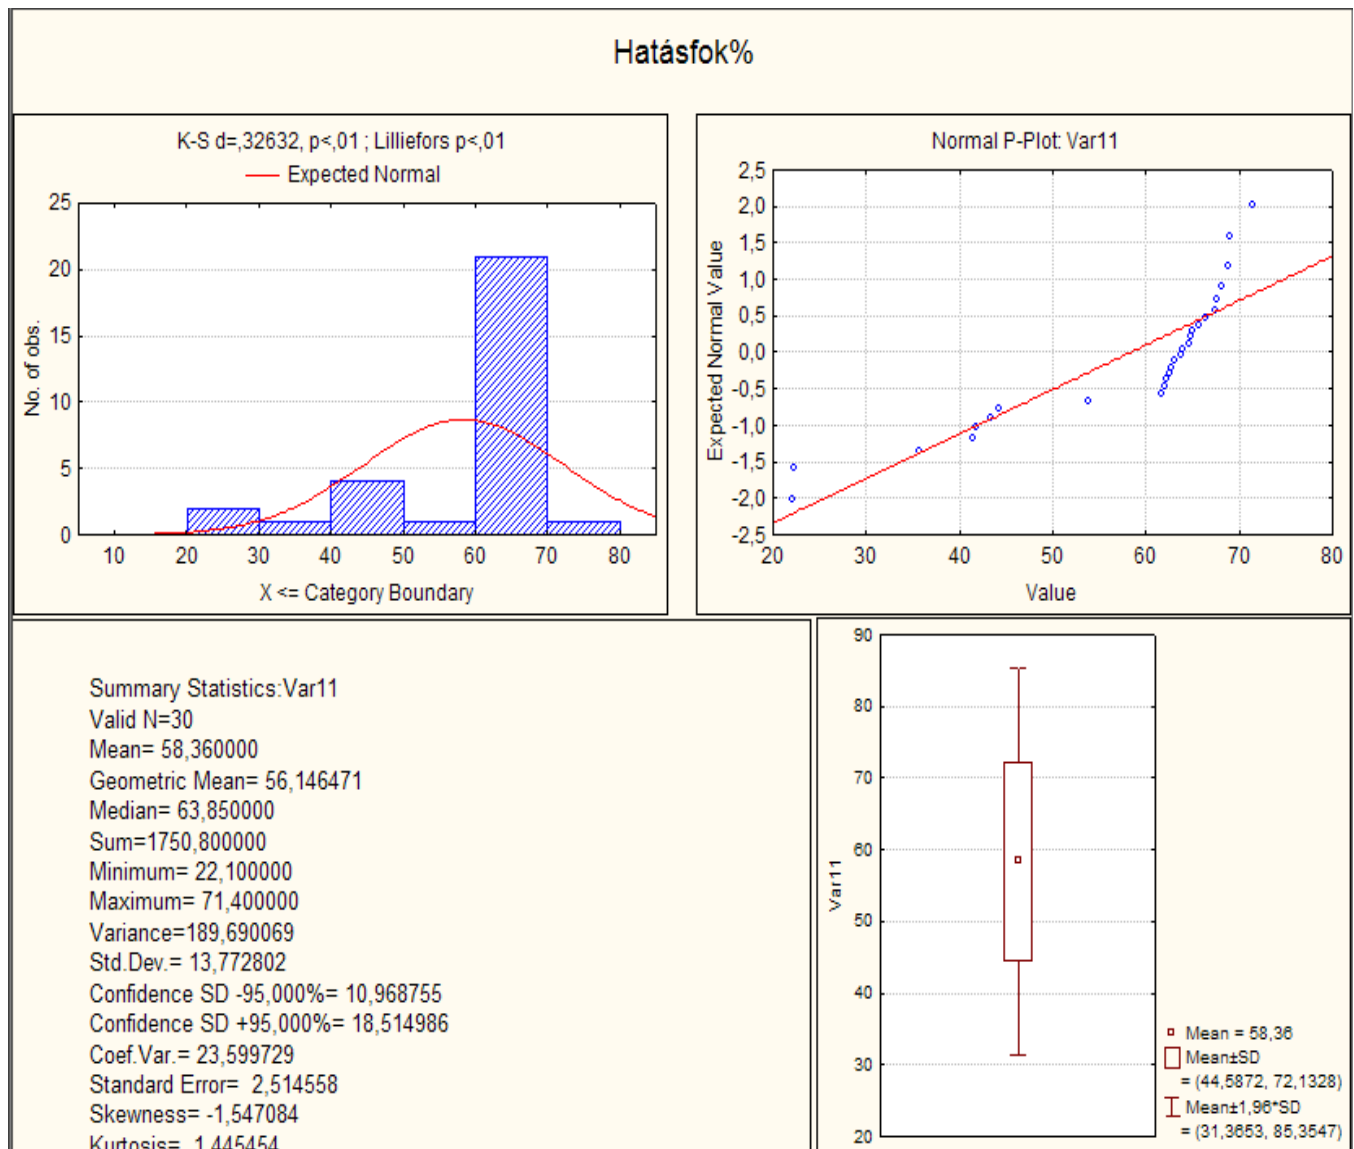 Hatásfok%
K-S d=,32632, p<,01 ; Lilliefors p<,01
Expected Normal
25
20
15
10
5
0
No. of obs.
10 20 30 40 50 60 70 80
X <= Category Boundary
Normal P-Plot: Var11
2,5
2,0
1,5
1,0
0,5
0,0
-0,5
-1,0
-1,5
-2,0
-2,5
Expected Normal Value
20 30 40 50 60 70 80
Value
Summary Statistics:Var11
Valid N=30
Mean= 58,360000
Geometric Mean= 56,146471
Median= 63,850000
Sum=1750,800000
Minimum= 22,100000
Maximum= 71,400000
Variance=189,690069
Std.Dev.= 13,772802
Confidence SD -95,000%= 10,968755
Confidence SD +95,000%= 18,514986
Coef.Var.= 23,599729
Standard Error= 2,514558
Skewness= -1,547084
Kurtosis= 1,445454
90
80
70
60
50
40
30
20
Var11
Mean = 58,36
Mean±SD
= (44,5872, 72,1328)
Mean±1,96*SD
= (31,3653, 85,3547)